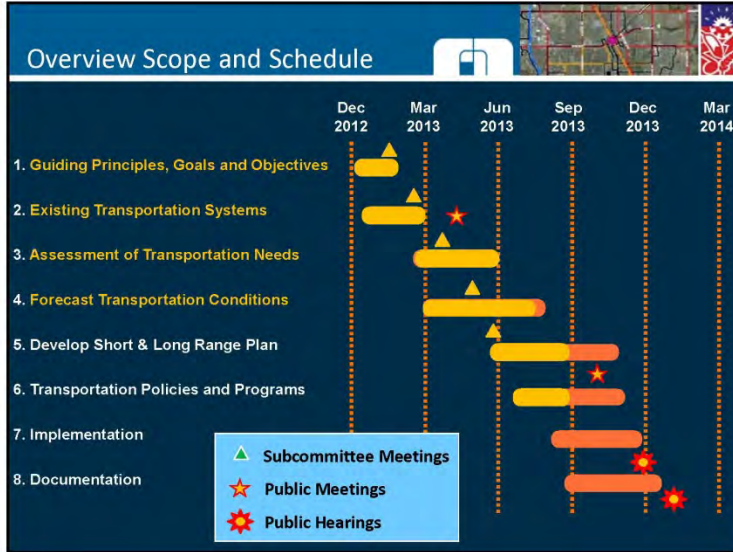 Overview Scope and Schedule
Dec Mar Jun Sep Dec Mar
2012 2013 2013 2013 2013 2014
1. Guiding Principles, Goals and Objectives
2. Existing Transportation Systems
3. Assessment of Transportation Needs
4. Forecast Transportation Conditions
5. Develop Short & Long Range Plan
6. Transportation Policies and Programs
7. Implementation
8. Documentation
Subcommittee Meetings
Public Meetings
Public Hearings